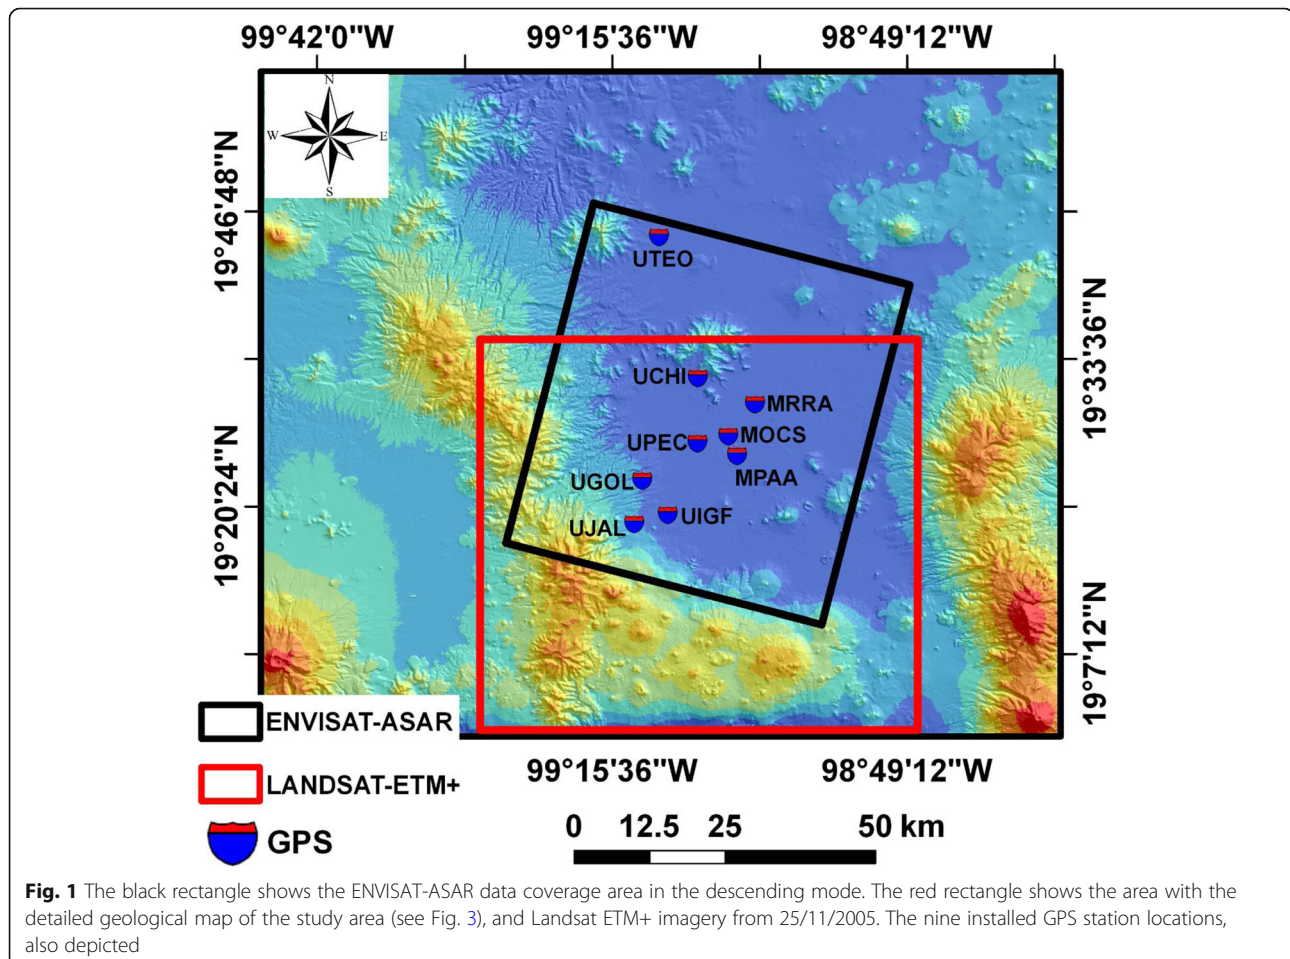 99°42'0"W 99°15'36"W 98°49'12"W
N
W E
S
19°46'48"N
19°33'36"N
19°20'24"N
19°7'12"N
UTEO
UCHI
MRRA
MOCS
UPEC
MPAA
UGOL
UIGF
UJAL
ENVISAT-ASAR
LANDSAT-ETM+
GPS
99°15'36"W 98°49'12"W
0 12.5 25 50 km
Fig. 1 The black rectangle shows the ENVISAT-ASAR data coverage area in the descending mode. The red rectangle shows the area with the
detailed geological map of the study area (see Fig. 3), and Landsat ETM+ imagery from 25/11/2005. The nine installed GPS station locations,
also depicted